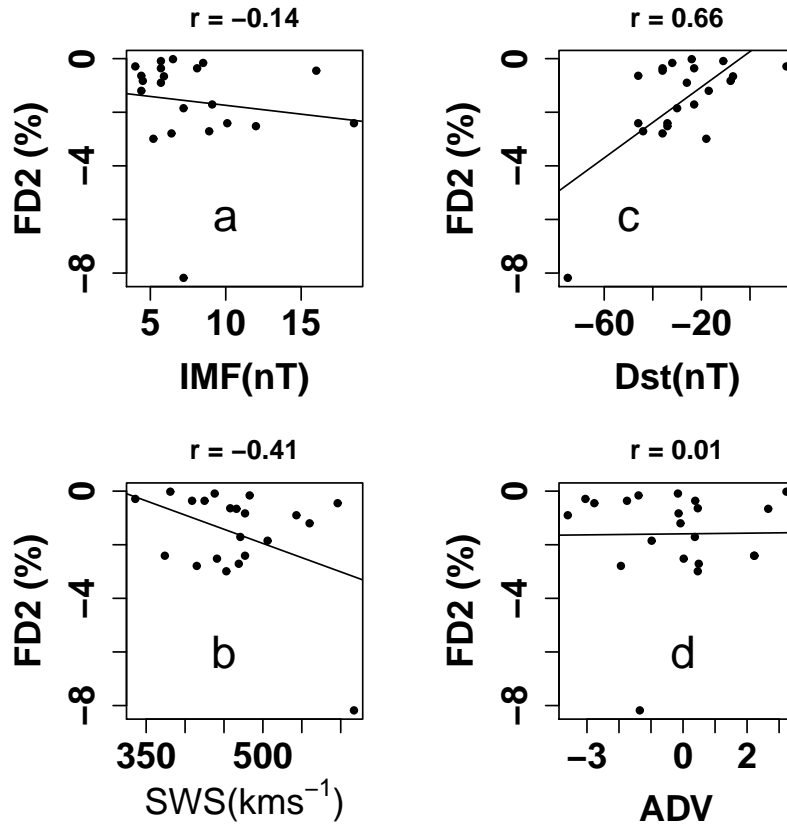 r = −0.14
FD2 (%)
0
−4
−8
a
5 10 15
IMF(nT)
r = 0.66
FD2 (%)
0
−4
−8
c
−60 −20
Dst(nT)
r = −0.41
FD2 (%)
0
−4
−8
b
350 500
SWS(kms⁻¹)
r = 0.01
FD2 (%)
0
−4
−8
d
−3 0 2
ADV